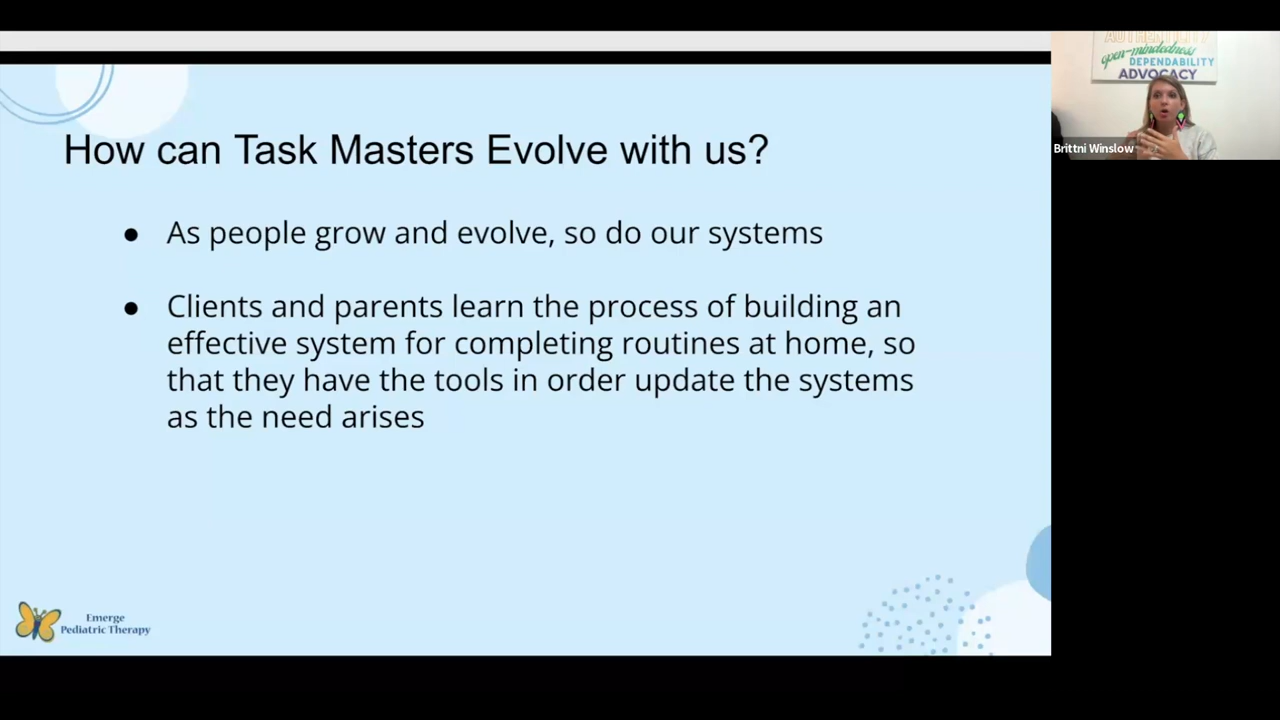 How can Task Masters Evolve with us?
● As people grow and evolve, so do our systems
● Clients and parents learn the process of building an
effective system for completing routines at home, so
that they have the tools in order update the systems
as the need arises
Emerge
Pediatric Therapy
AUTHENTICITY
open-mindedness
DEPENDABILITY
ADVOCACY
Brittni Winslow